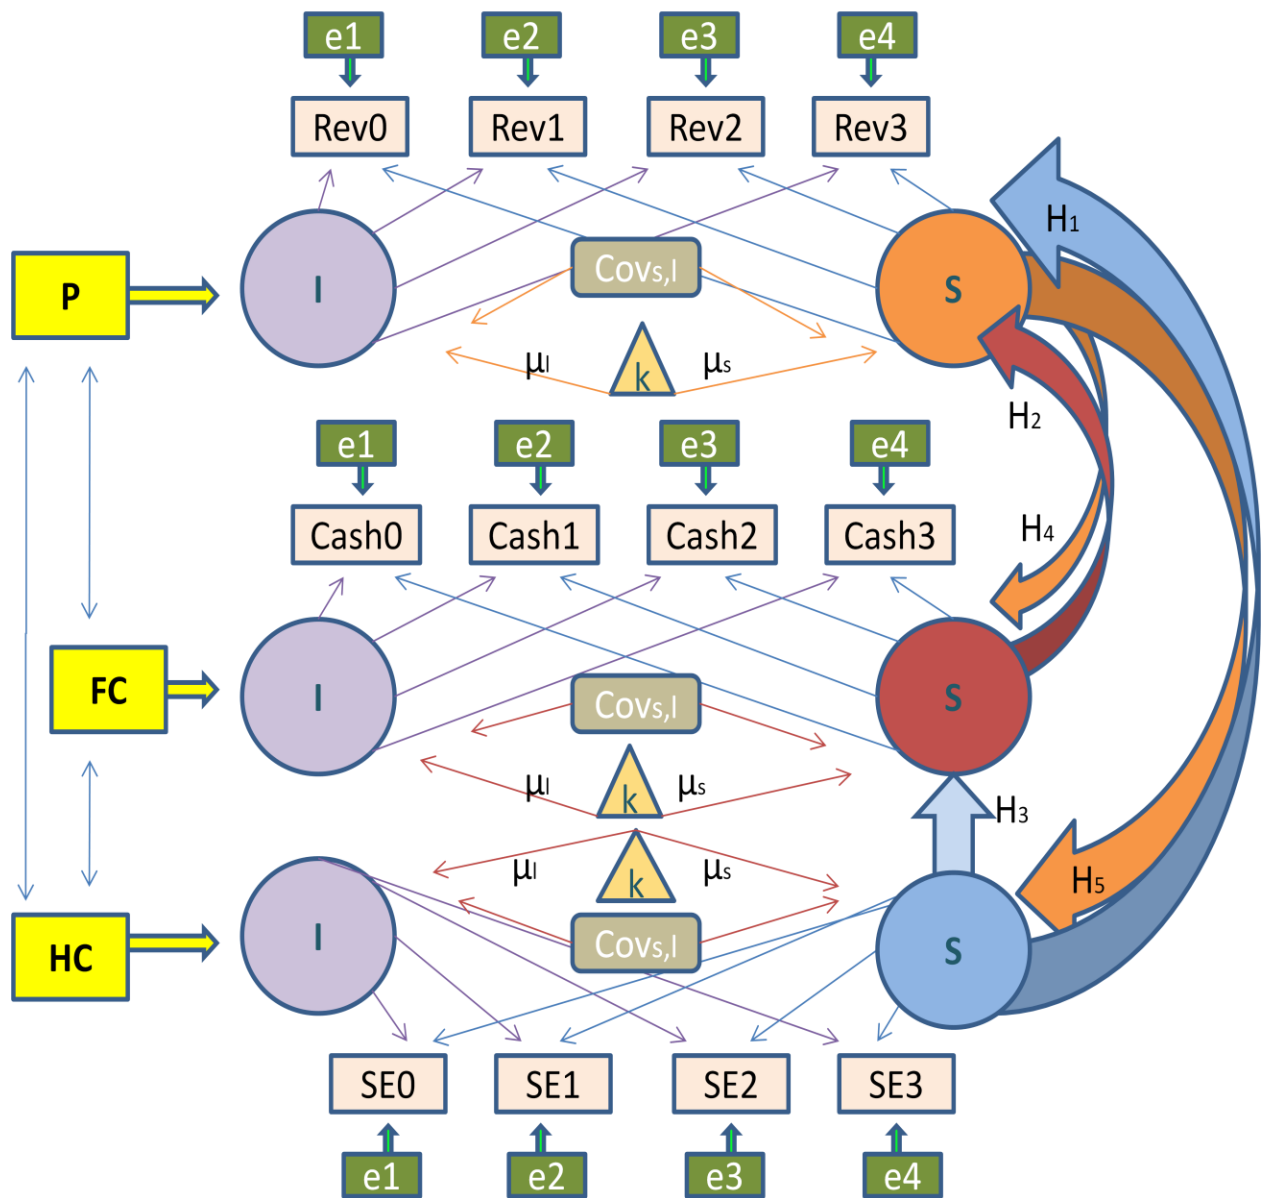 e1 e2 e3 e4
Rev0 Rev1 Rev2 Rev3
H1
P I Covs,I S
μI k μs
H2
e1 e2 e3 e4
Cash0 Cash1 Cash2 Cash3
H4
FC I Covs,I S
μI k μs
H3
μI k μs
H5
HC I Covs,I S
SE0 SE1 SE2 SE3
e1 e2 e3 e4